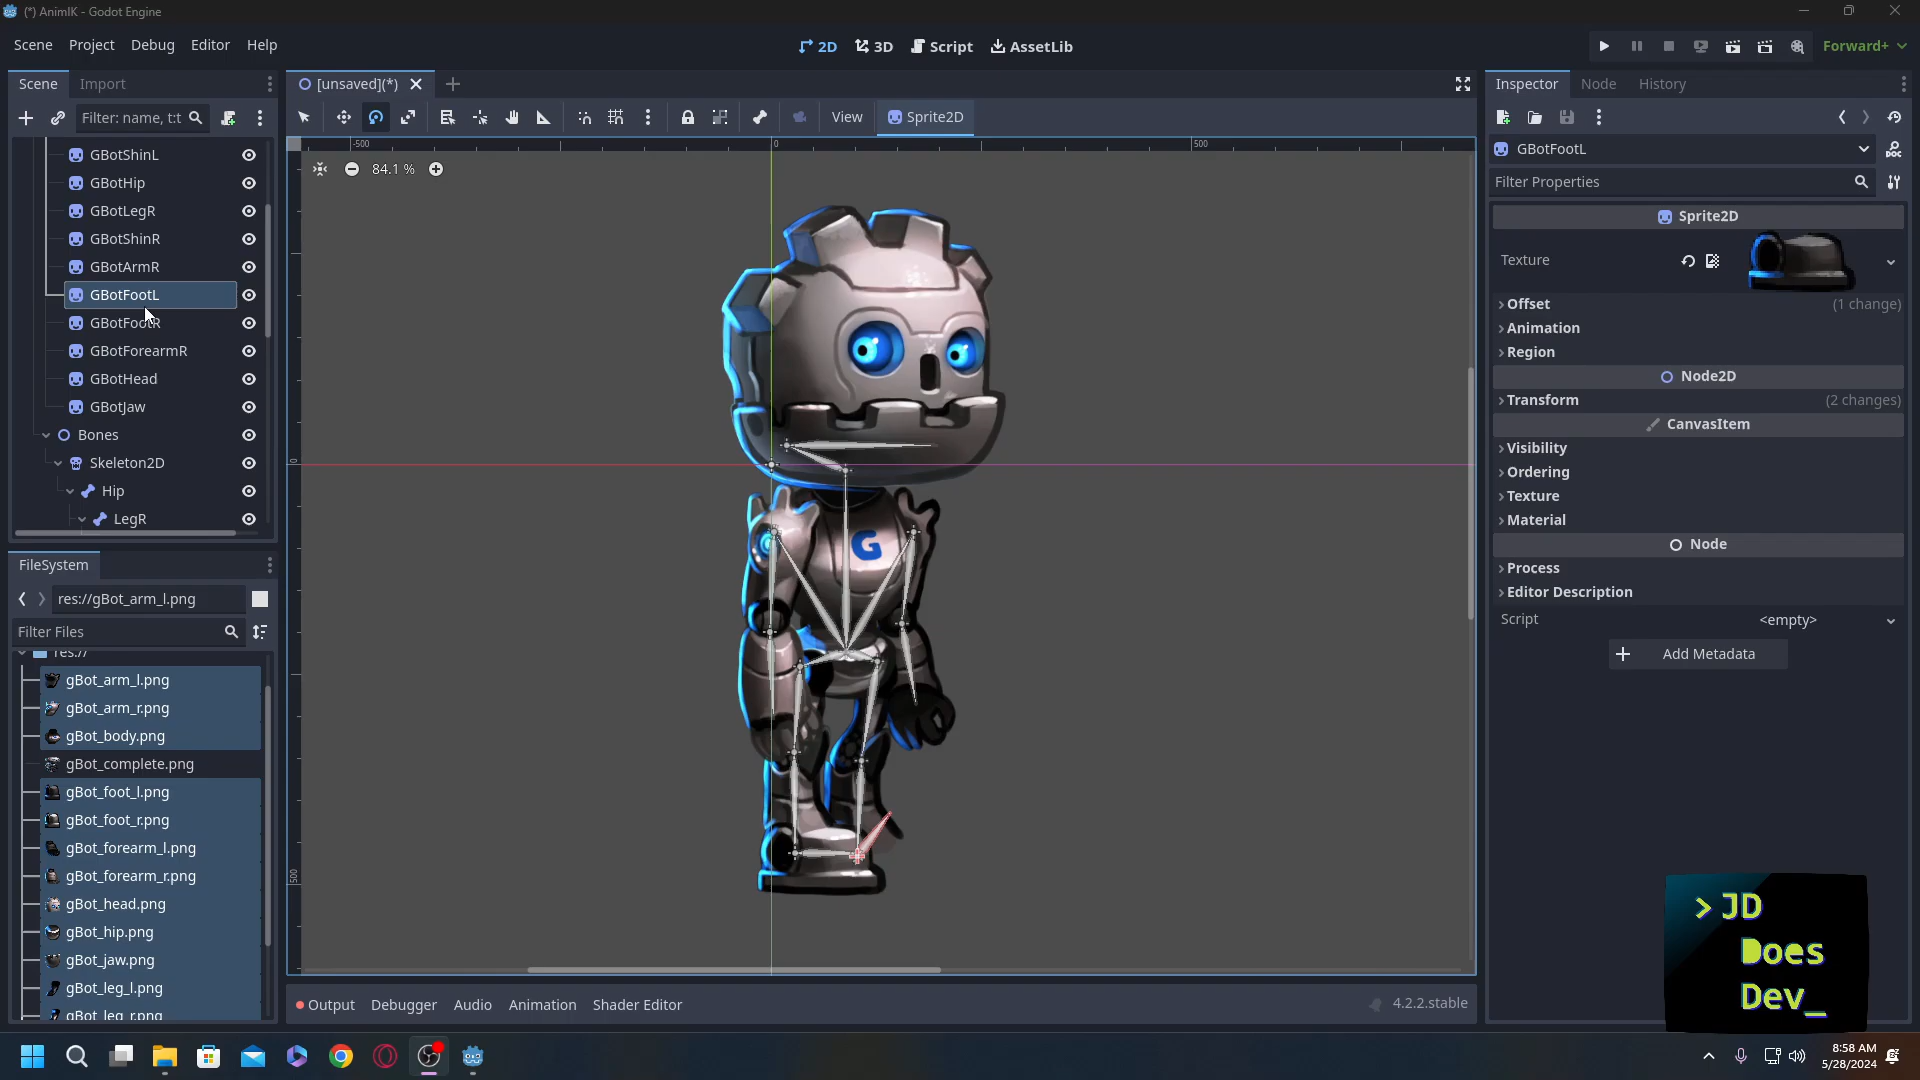 (*) AnimIK - Godot Engine
Scene Project Debug Editor Help
2D 3D Script AssetLib
Forward+
Scene Import
[unsaved](*)
Inspector Node History
Filter: name, t:t
View Sprite2D
-500 0 500
84.1 %
0
500
GBotShinL
GBotHip
GBotLegR
GBotShinR
GBotArmR
GBotFootL
GBotFootR
GBotForearmR
GBotHead
GBotJaw
Bones
Skeleton2D
Hip
LegR
G
GBotFootL
DOC
Filter Properties
Sprite2D
Texture
Offset (1 change)
Animation
Region
Node2D
Transform (2 changes)
CanvasItem
Visibility
Ordering
Texture
Material
Node
Process
Editor Description
Script <empty>
Add Metadata
FileSystem
res://gBot_arm_l.png
Filter Files
res://
gBot_arm_l.png
gBot_arm_r.png
gBot_body.png
gBot_complete.png
gBot_foot_l.png
gBot_foot_r.png
gBot_forearm_l.png
gBot_forearm_r.png
gBot_head.png
gBot_hip.png
gBot_jaw.png
gBot_leg_l.png
gBot_leg_r.png
Output Debugger Audio Animation Shader Editor
4.2.2.stable
>JD
Does
Dev_
8:58 AM
5/28/2024